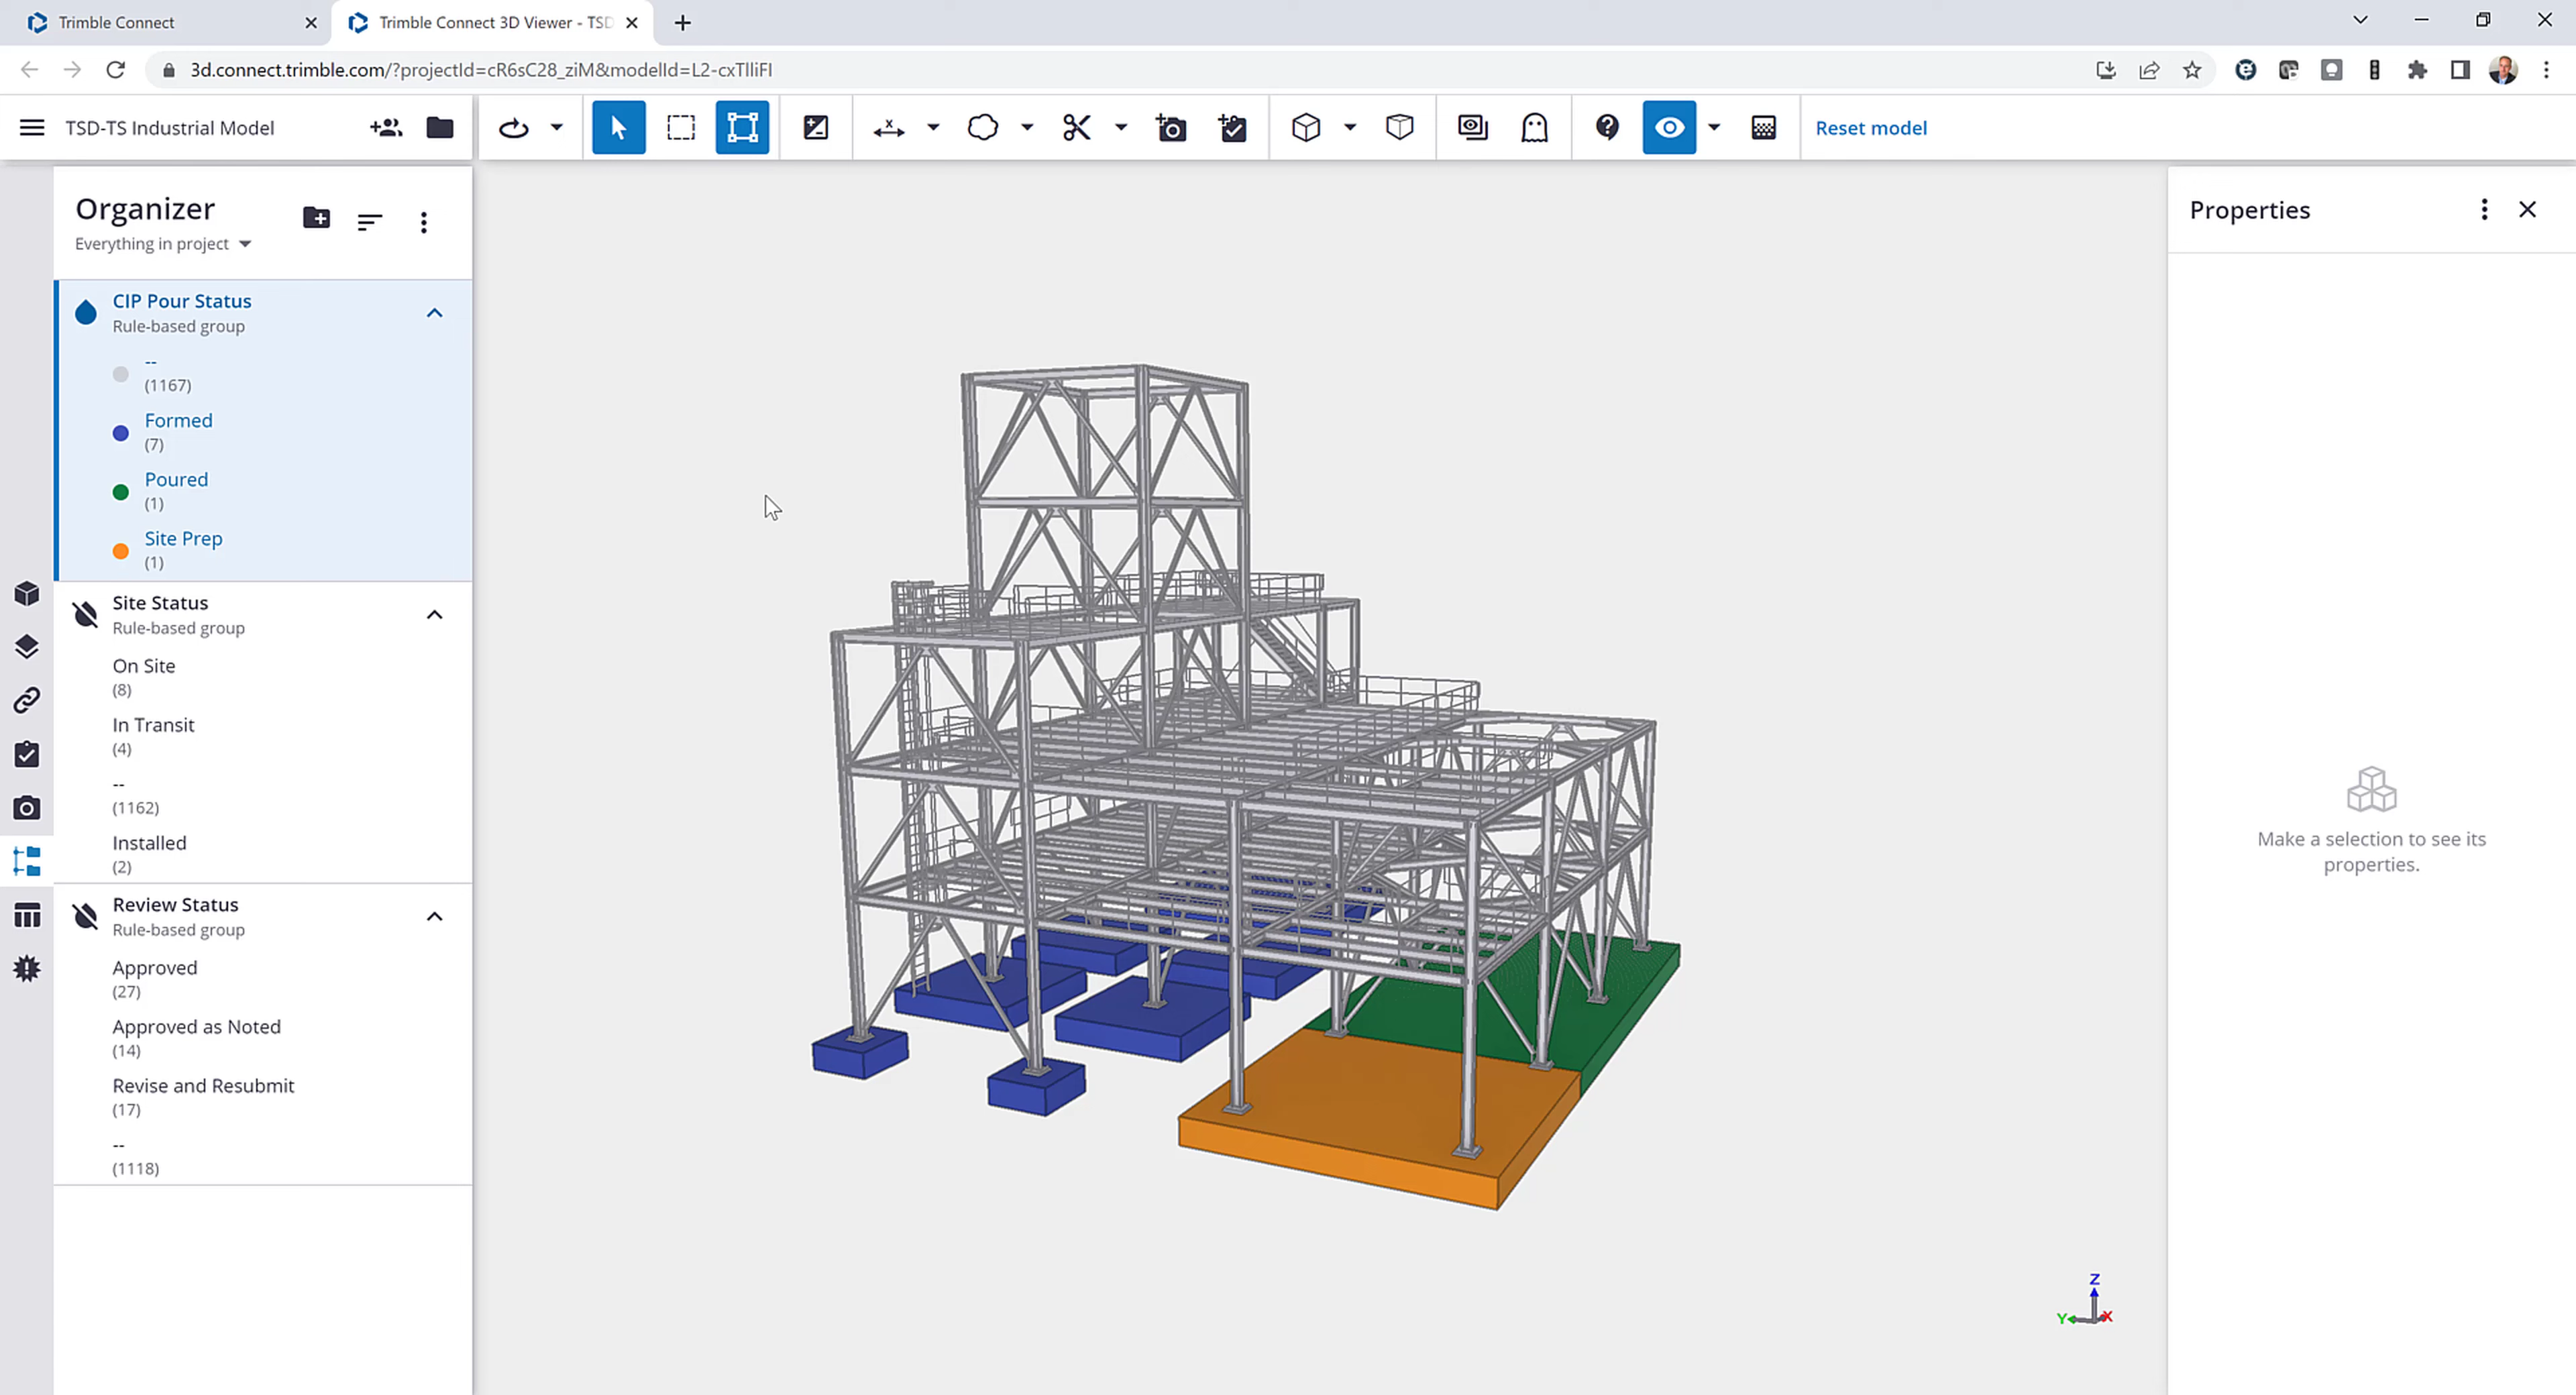 Trimble Connect
Trimble Connect 3D Viewer - TSD
3d.connect.trimble.com/?projectId=cR6sC28_ziM&modelId=L2-cxTlliFI
TSD-TS Industrial Model
Reset model
Organizer
Everything in project
CIP Pour Status
Rule-based group
--
(1167)
Formed
(7)
Poured
(1)
Site Prep
(1)
Site Status
Rule-based group
On Site
(8)
In Transit
(4)
--
(1162)
Installed
(2)
Review Status
Rule-based group
Approved
(27)
Approved as Noted
(14)
Revise and Resubmit
(17)
--
(1118)
Properties
Make a selection to see its
properties.
Z
Y X